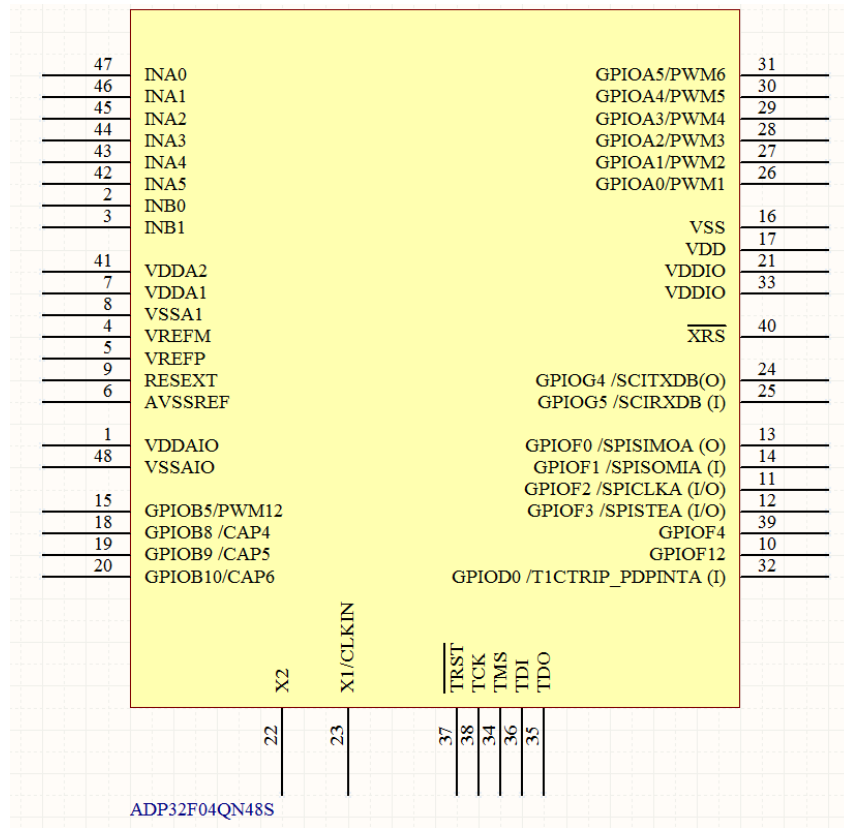 47 INA0
46 INA1
45 INA2
44 INA3
43 INA4
42 INA5
2 INB0
3 INB1
41 VDDA2
7 VDDA1
8 VSSA1
4 VREFM
5 VREFP
9 RESEXT
6 AVSSREF
1 VDDAIO
48 VSSAIO
15 GPIOB5/PWM12
18 GPIOB8 /CAP4
19 GPIOB9 /CAP5
20 GPIOB10/CAP6
GPIOA5/PWM6 31
GPIOA4/PWM5 30
GPIOA3/PWM4 29
GPIOA2/PWM3 28
GPIOA1/PWM2 27
GPIOA0/PWM1 26
VSS 16
VDD 17
VDDIO 21
VDDIO 33
XRS 40
GPIOG4 /SCITXDB(O) 24
GPIOG5 /SCIRXDB (I) 25
GPIOF0 /SPISIMOA (O) 13
GPIOF1 /SPISOMIA (I) 14
GPIOF2 /SPICLKA (I/O) 11
GPIOF3 /SPISTEA (I/O) 12
GPIOF4 39
GPIOF12 10
GPIOD0 /T1CTRIP_PDPINTA (I) 32
X2 22
X1/CLKIN 23
TRST 37
TCK 38
TMS 34
TDI 36
TDO 35
ADP32F04QN48S